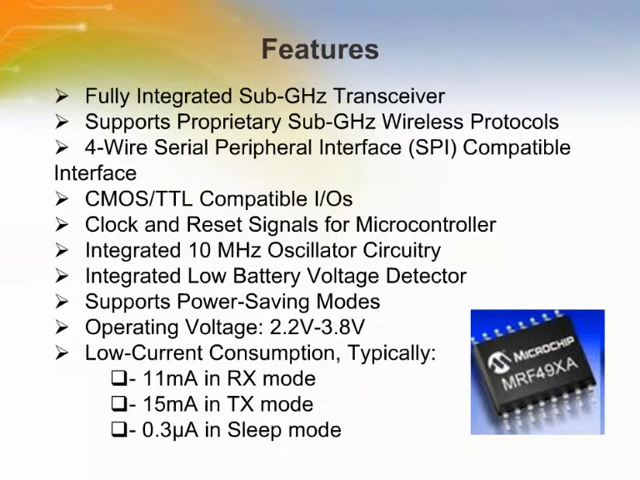 Features
➢ Fully Integrated Sub-GHz Transceiver
➢ Supports Proprietary Sub-GHz Wireless Protocols
➢ 4-Wire Serial Peripheral Interface (SPI) Compatible
Interface
➢ CMOS/TTL Compatible I/Os
➢ Clock and Reset Signals for Microcontroller
➢ Integrated 10 MHz Oscillator Circuitry
➢ Integrated Low Battery Voltage Detector
➢ Supports Power-Saving Modes
➢ Operating Voltage: 2.2V-3.8V
➢ Low-Current Consumption, Typically:
❑- 11mA in RX mode
❑- 15mA in TX mode
❑- 0.3µA in Sleep mode
MICROCHIP
MRF49XA